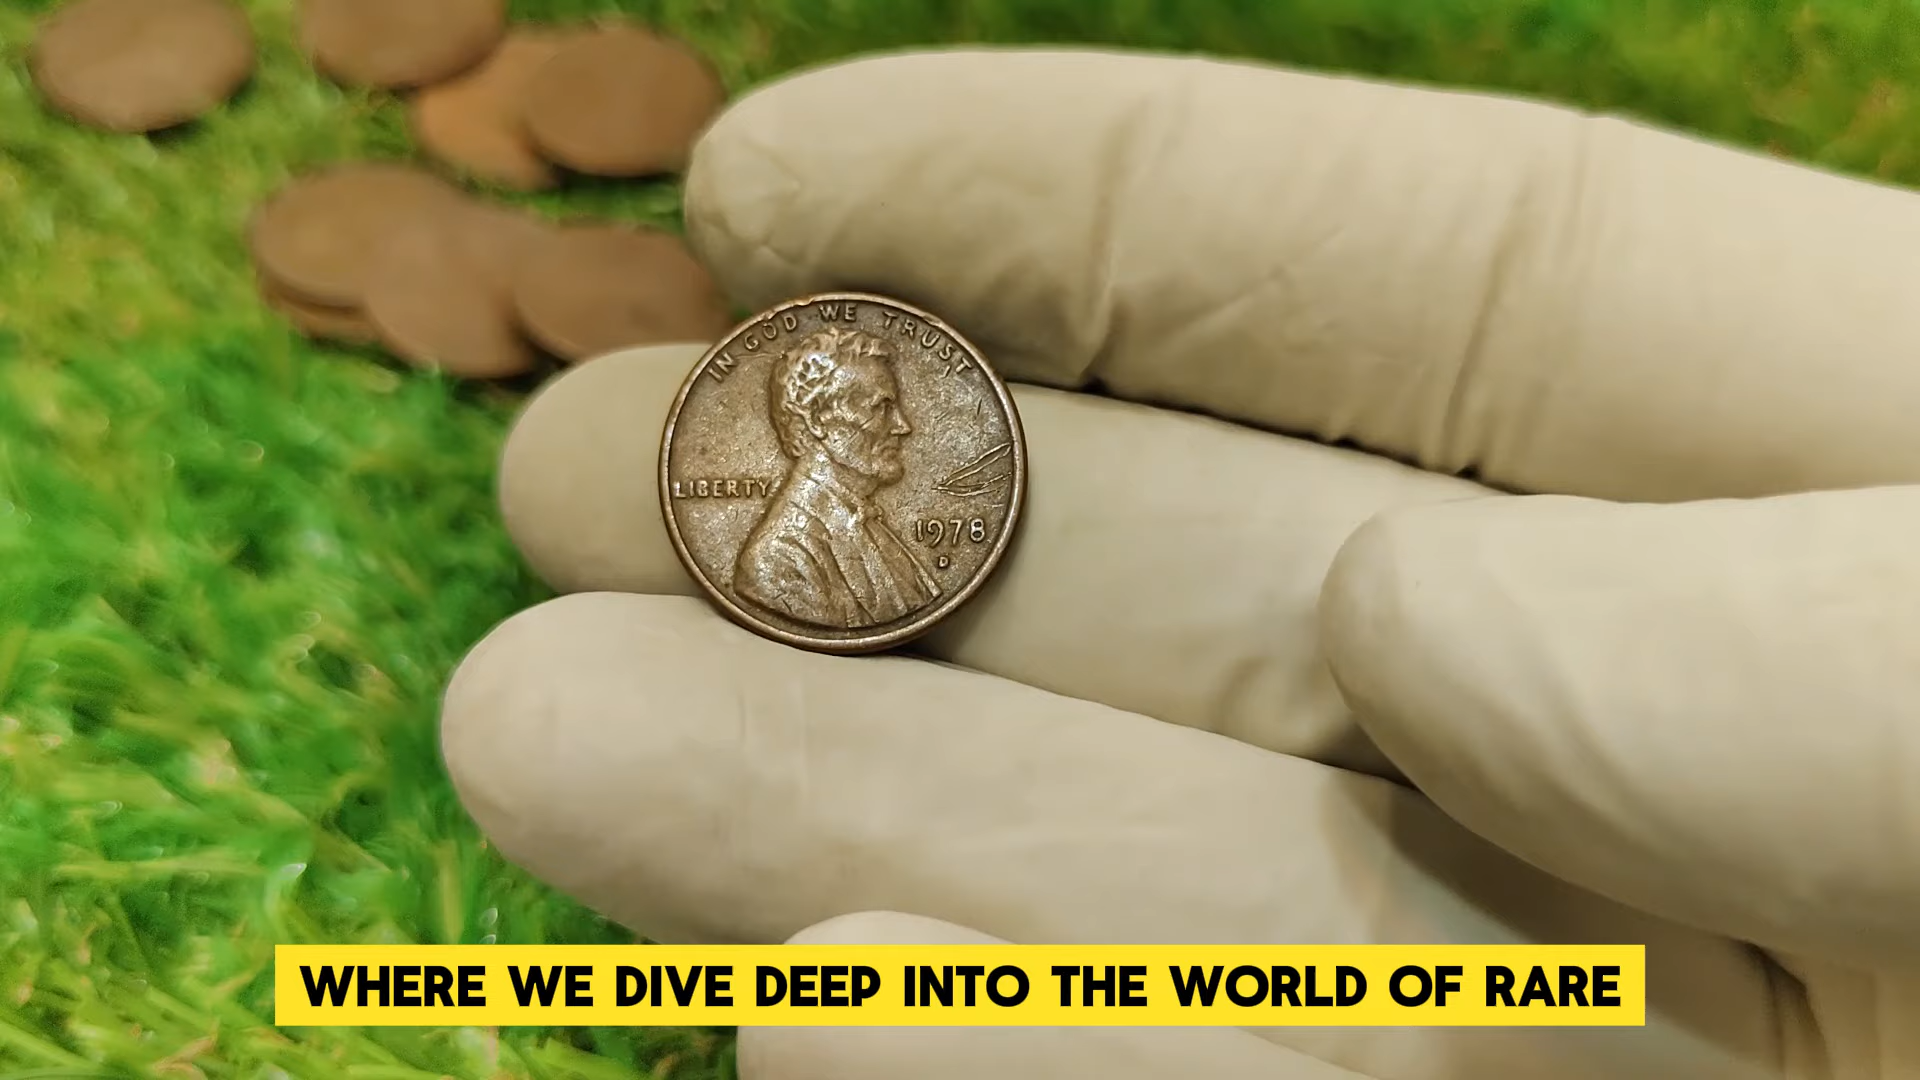 IN GOD WE TRUST
LIBERTY
1978
D
WHERE WE DIVE DEEP INTO THE WORLD OF RARE